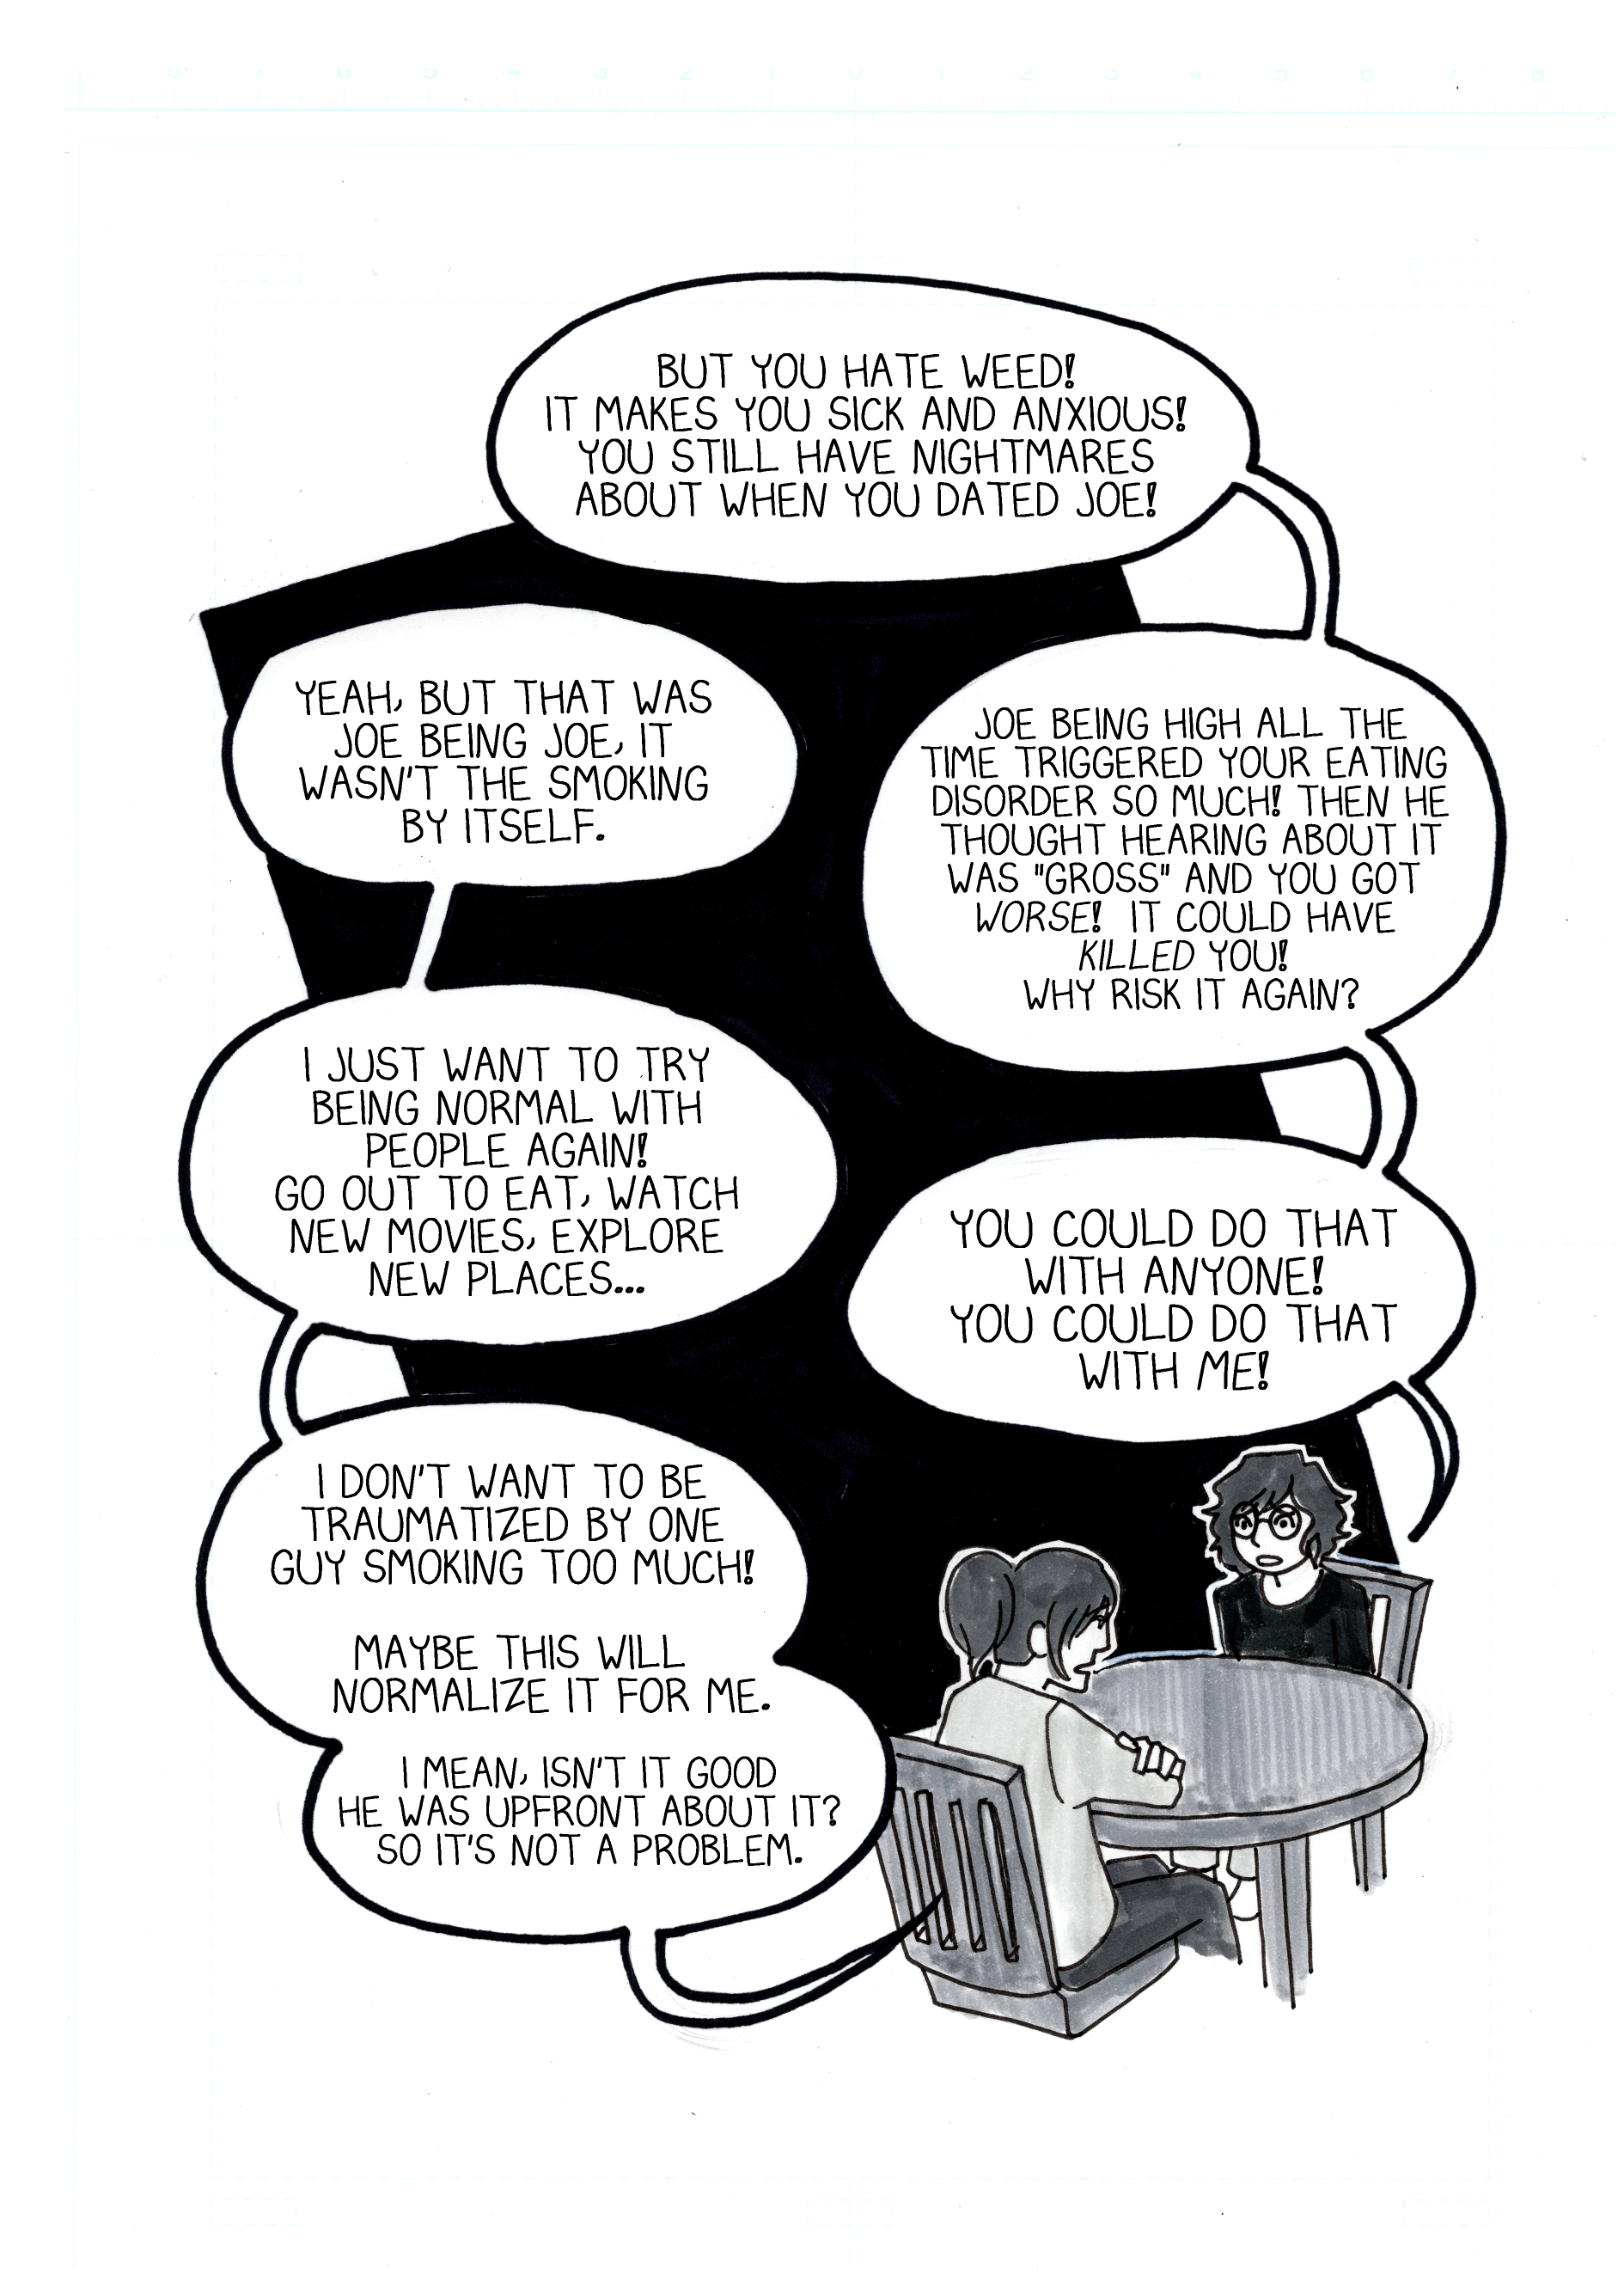 BUT YOU HATE WEED!
IT MAKES YOU SICK AND ANXIOUS!
YOU STILL HAVE NIGHTMARES
ABOUT WHEN YOU DATED JOE!
YEAH, BUT THAT WAS
JOE BEING JOE, IT
WASN'T THE SMOKING
BY ITSELF.
JOE BEING HIGH ALL THE
TIME TRIGGERED YOUR EATING
DISORDER SO MUCH! THEN HE
THOUGHT HEARING ABOUT IT
WAS "GROSS" AND YOU GOT
WORSE! IT COULD HAVE
KILLED YOU!
WHY RISK IT AGAIN?
I JUST WANT TO TRY
BEING NORMAL WITH
PEOPLE AGAIN!
GO OUT TO EAT, WATCH
NEW MOVIES, EXPLORE
NEW PLACES...
YOU COULD DO THAT
WITH ANYONE!
YOU COULD DO THAT
WITH ME!
I DON'T WANT TO BE
TRAUMATIZED BY ONE
GUY SMOKING TOO MUCH!
MAYBE THIS WILL
NORMALIZE IT FOR ME.
I MEAN, ISN'T IT GOOD
HE WAS UPFRONT ABOUT IT?
SO IT'S NOT A PROBLEM.